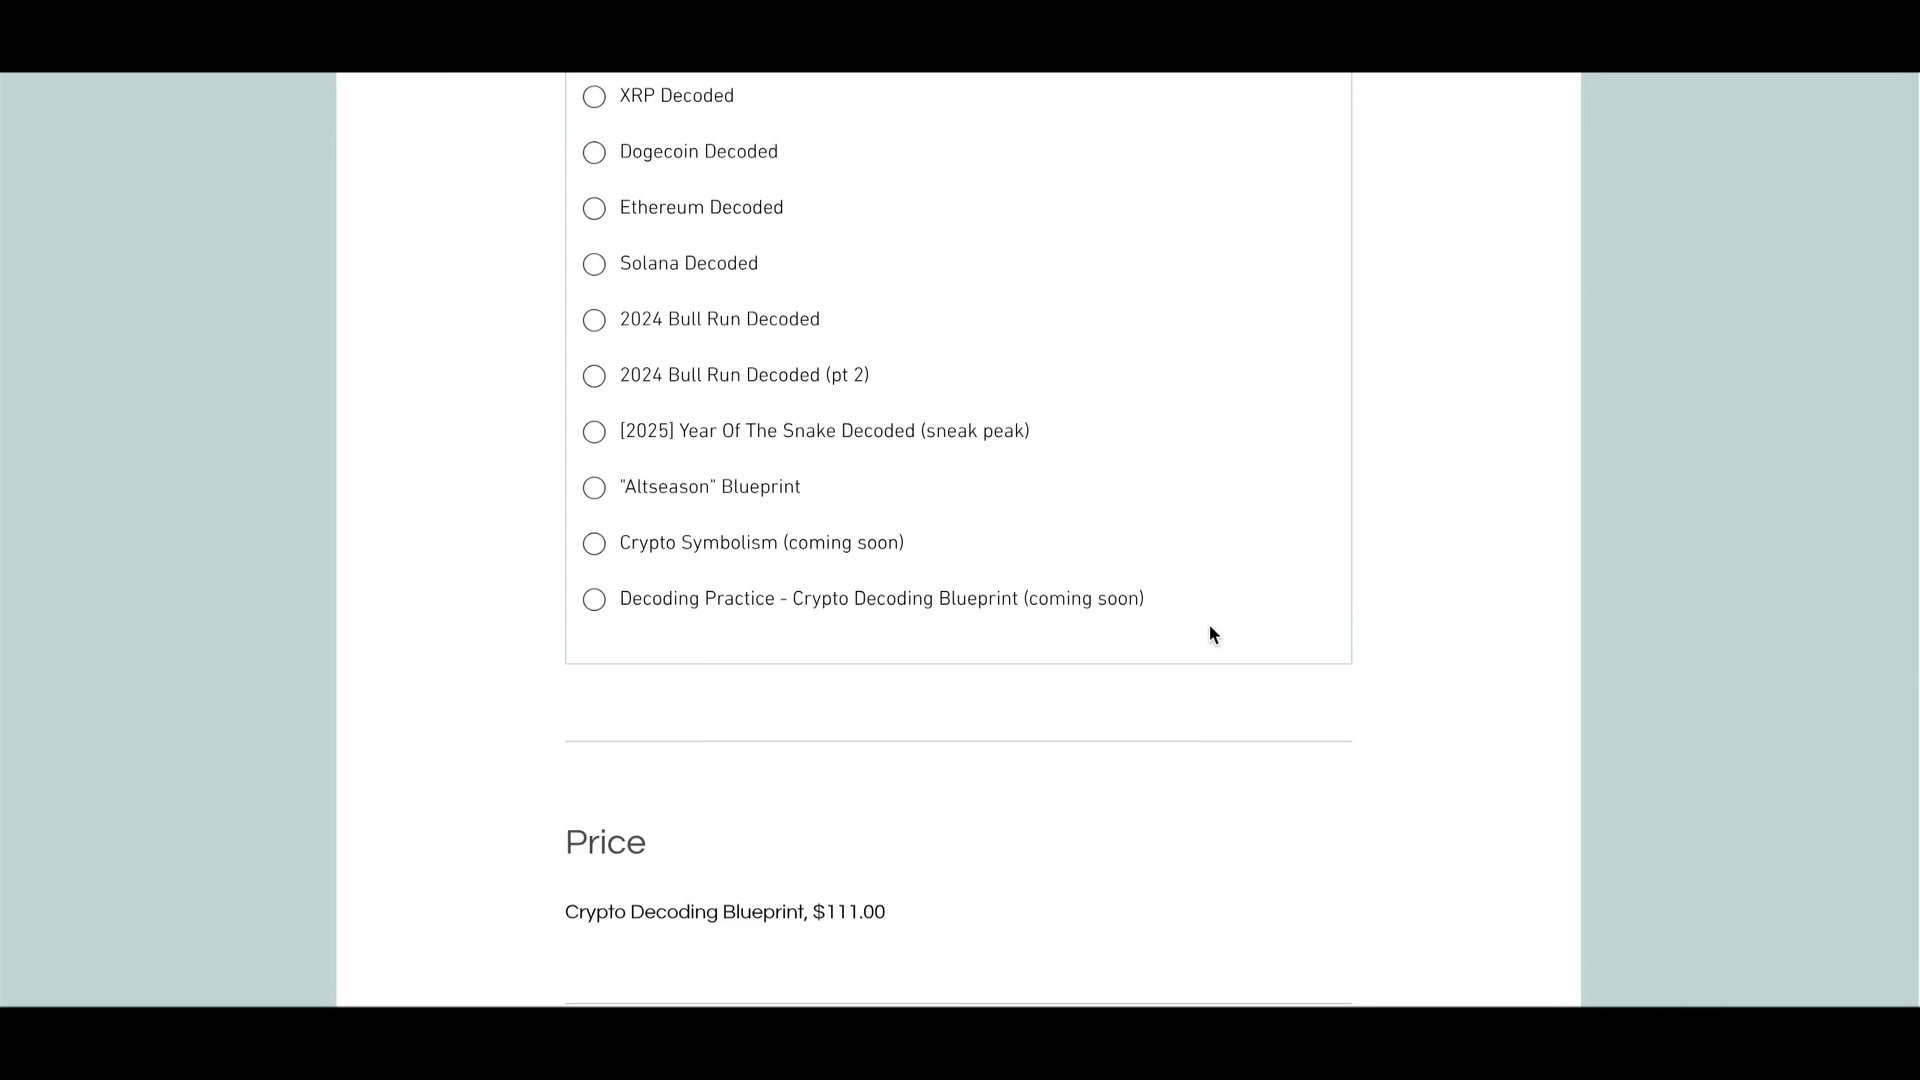 XRP Decoded
Dogecoin Decoded
Ethereum Decoded
Solana Decoded
2024 Bull Run Decoded
2024 Bull Run Decoded (pt 2)
[2025] Year Of The Snake Decoded (sneak peak)
"Altseason" Blueprint
Crypto Symbolism (coming soon)
Decoding Practice - Crypto Decoding Blueprint (coming soon)
Price
Crypto Decoding Blueprint, $111.00